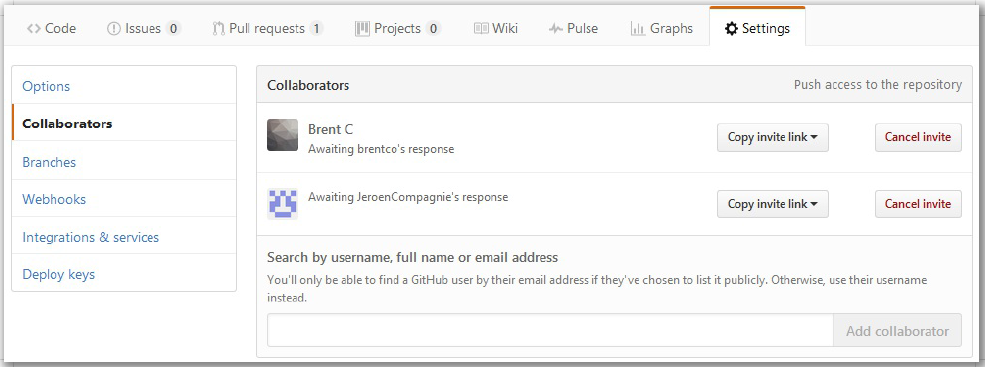 Code Issues 0 Pull requests 1 Projects 0 Wiki Pulse Graphs Settings
Options
Collaborators
Branches
Webhooks
Integrations & services
Deploy keys
Collaborators Push access to the repository
Brent C
Awaiting brentco's response
Copy invite link Cancel invite
Awaiting JeroenCompagnie's response
Copy invite link Cancel invite
Search by username, full name or email address
You'll only be able to find a GitHub user by their email address if they've chosen to list it publicly. Otherwise, use their username
instead.
Add collaborator